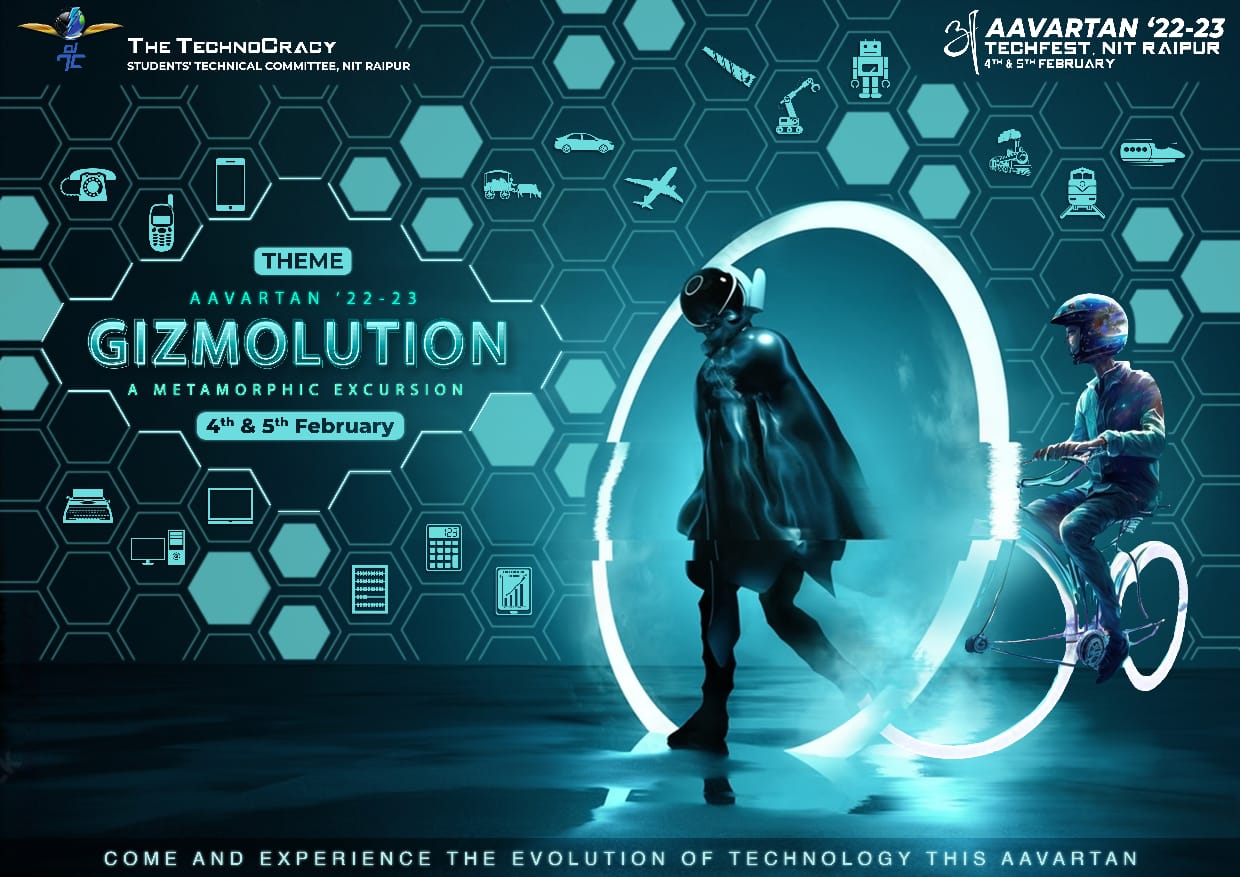 THE TECHNOCRACY
STUDENTS' TECHNICAL COMMITTEE, NIT RAIPUR
AAVARTAN ‘22-23
TECHFEST, NIT RAIPUR
4TH & 5TH FEBRUARY
THEME
AAVARTAN ‘22-23
GIZMOLUTION
A METAMORPHIC EXCURSION
4th & 5th February
123
COME AND EXPERIENCE THE EVOLUTION OF TECHNOLOGY THIS AAVARTAN